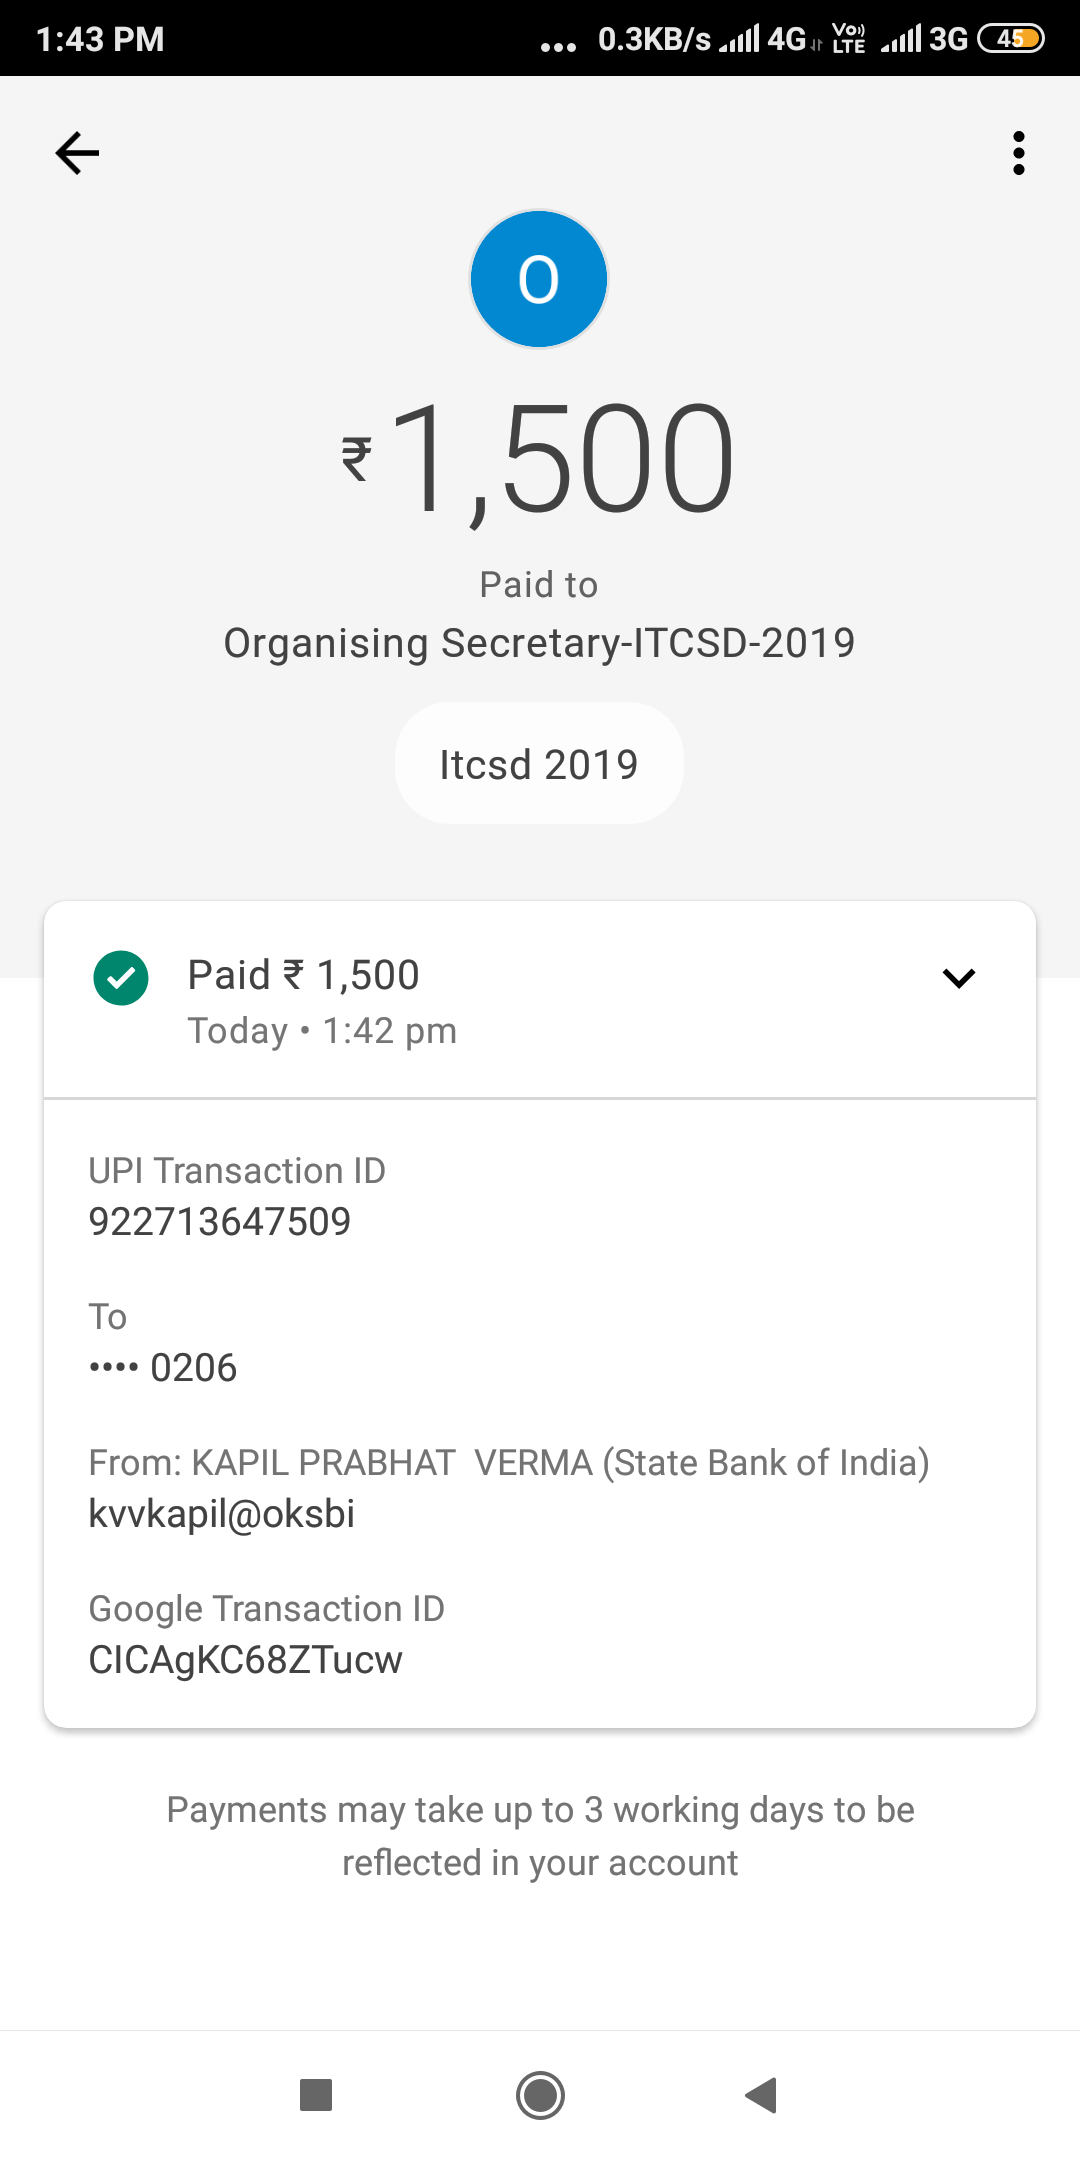 1:43 PM ... 0.3KB/s 4G VoLTE 3G 45
O
₹1,500
Paid to
Organising Secretary-ITCSD-2019
Itcsd 2019
Paid ₹ 1,500
Today • 1:42 pm
UPI Transaction ID
922713647509
To
•••• 0206
From: KAPIL PRABHAT  VERMA (State Bank of India)
kvvkapil@oksbi
Google Transaction ID
CICAgKC68ZTucw
Payments may take up to 3 working days to be
reflected in your account